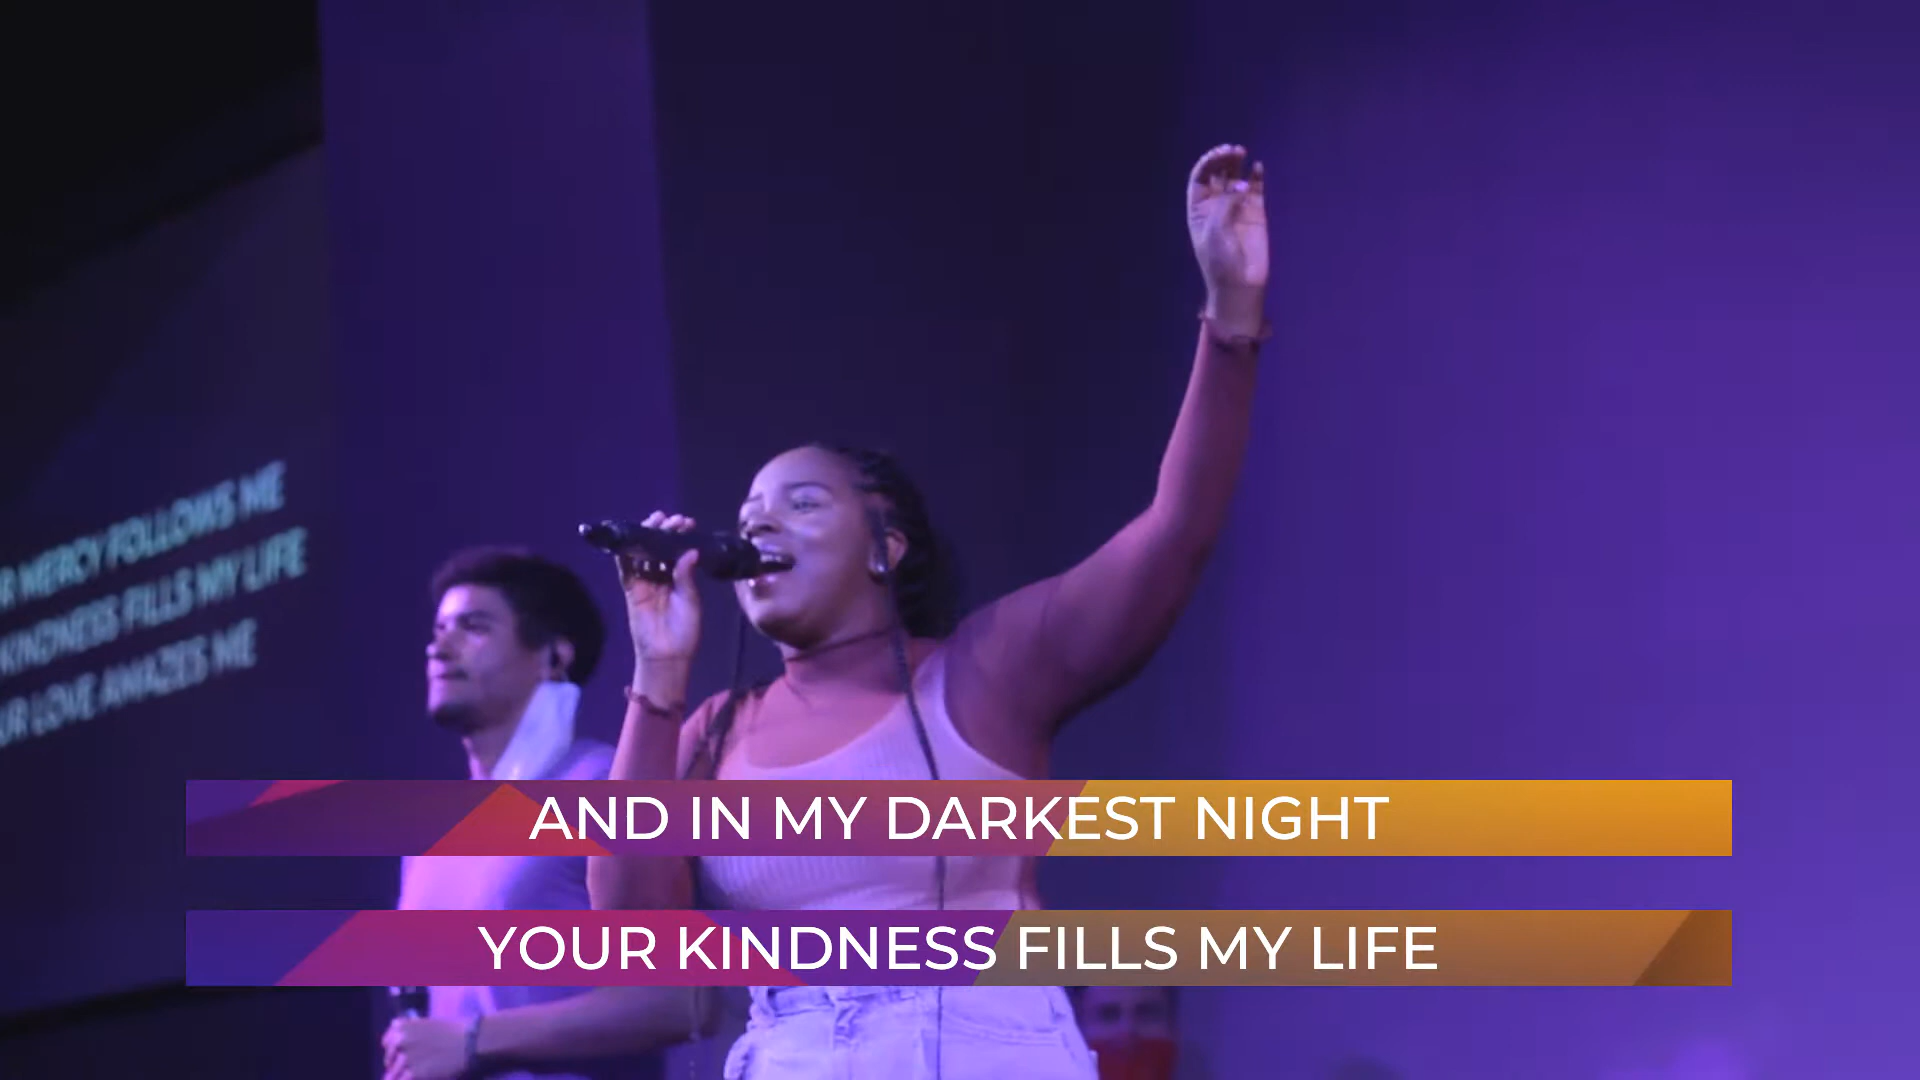 MERCY FOLLOWS ME
KINDNESS FILLS MY LIFE
LOVE AMAZES ME
AND IN MY DARKEST NIGHT
YOUR KINDNESS FILLS MY LIFE